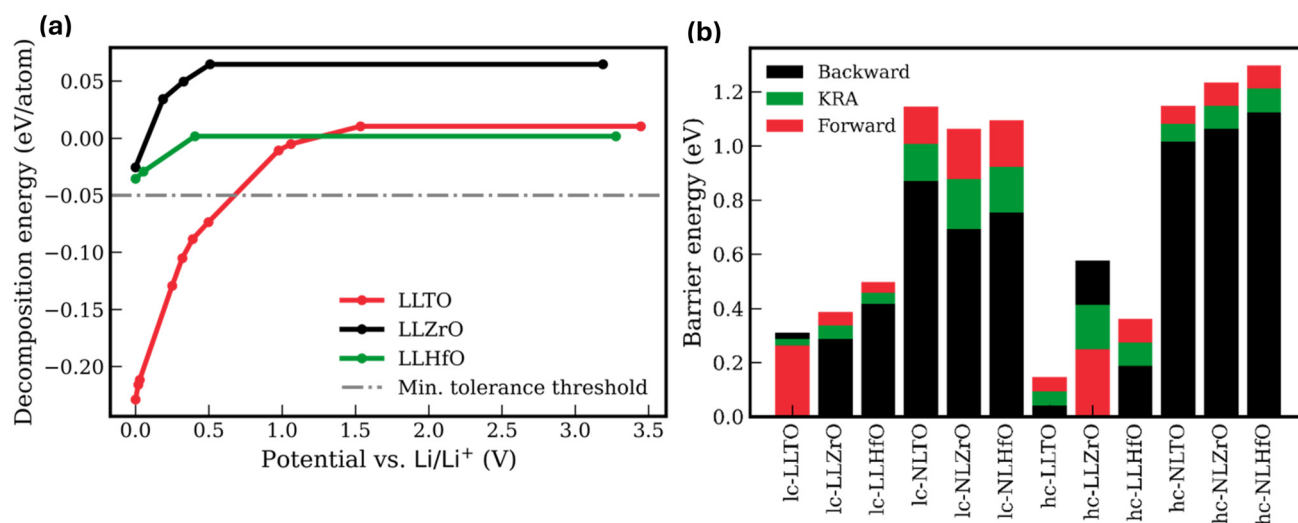 (a)
Decomposition energy (eV/atom)
0.05
0.00
−0.05
−0.10
−0.15
−0.20
LLTO
LLZrO
LLHfO
Min. tolerance threshold
0.0 0.5 1.0 1.5 2.0 2.5 3.0 3.5
Potential vs. Li/Li⁺ (V)
(b)
Barrier energy (eV)
1.2
1.0
0.8
0.6
0.4
0.2
0.0
Backward
KRA
Forward
lc-LLTO
lc-LLZrO
lc-LLHfO
lc-NLTO
lc-NLZrO
lc-NLHfO
hc-LLTO
hc-LLZrO
hc-LLHfO
hc-NLTO
hc-NLZrO
hc-NLHfO